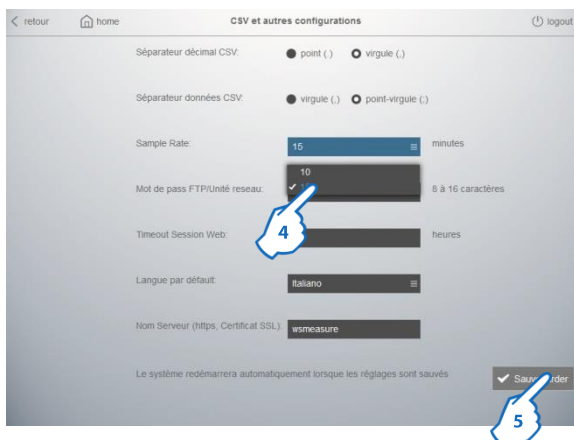 retour home CSV et autres configurations logout
Séparateur décimal CSV: point (.) virgule (,)
Séparateur données CSV: virgule (,) point-virgule (;)
Sample Rate: 15 minutes
10
Mot de pass FTP/Unité reseau: 8 à 16 caractères
4
Timeout Session Web: heures
Langue par défault: Italiano
Nom Serveur (https, Certificat SSL): wsmeasure
Le système redémarrera automatiquement lorsque les réglages sont sauvés
5